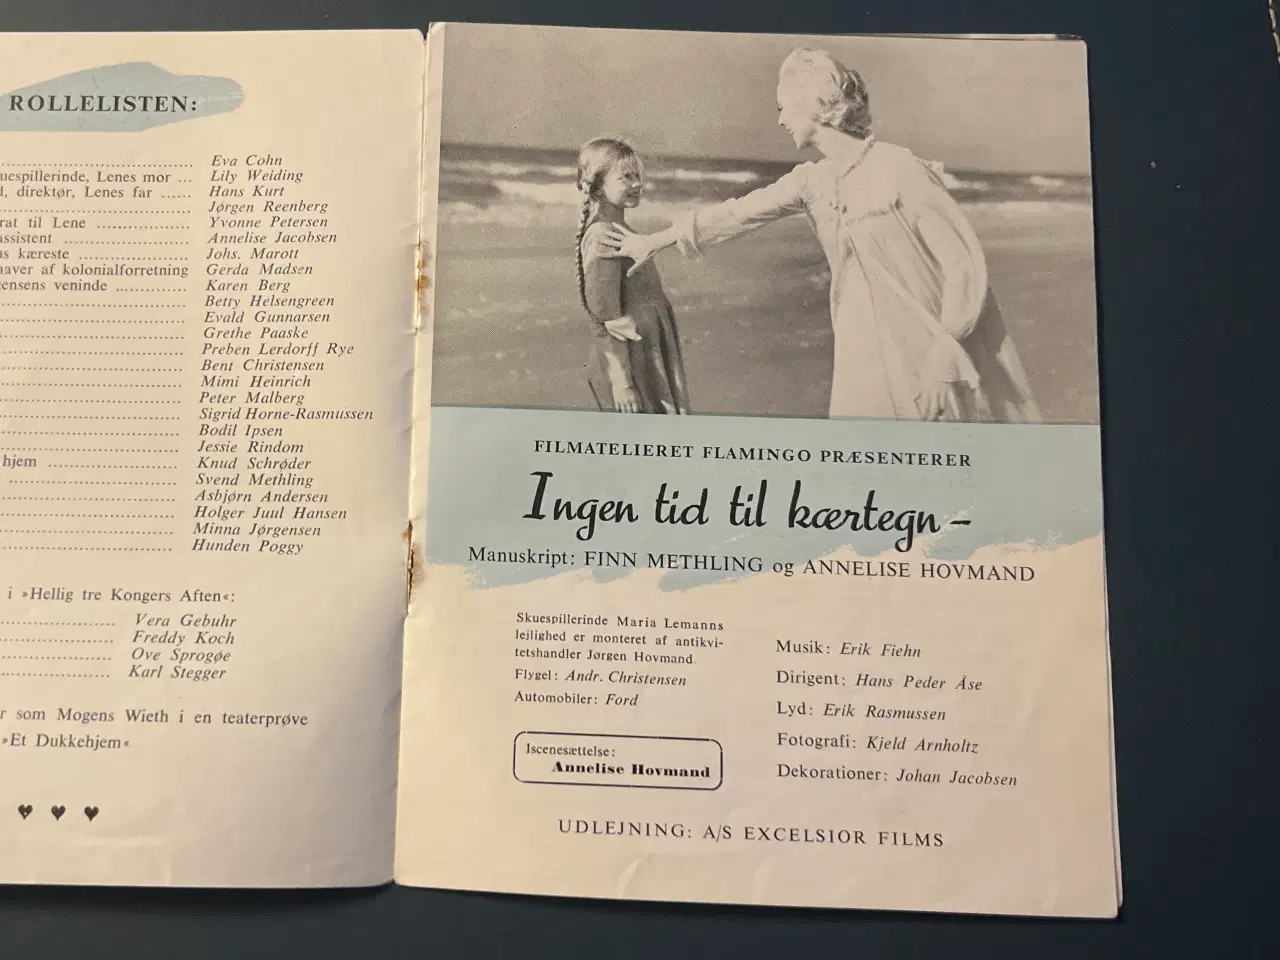 ROLLELISTEN:
Eva Cohn
uespillerinde, Lenes mor ... Lily Weiding
d, direktør, Lenes far ...... Hans Kurt
Jørgen Reenberg
rat til Lene Yvonne Petersen
assistent Annelise Jacobsen
ns kæreste Johs. Marott
haver af kolonialforretning Gerda Madsen
ensens veninde Karen Berg
Betty Helsengreen
Evald Gunnarsen
Grethe Paaske
Preben Lerdorff Rye
Bent Christensen
Mimi Heinrich
Peter Malberg
Sigrid Horne-Rasmussen
Bodil Ipsen
Jessie Rindom
hjem Knud Schrøder
Svend Methling
Asbjørn Andersen
Holger Juul Hansen
Minna Jørgensen
Hunden Poggy
i »Hellig tre Kongers Aften«:
Vera Gebuhr
Freddy Koch
Ove Sprogøe
Karl Stegger
r som Mogens Wieth i en teaterprøve
»Et Dukkehjem«
♥ ♥ ♥
FILMATELIERET FLAMINGO PRÆSENTERER
Ingen tid til kærtegn –
Manuskript: FINN METHLING og ANNELISE HOVMAND
Skuespillerinde Maria Lemanns
lejlighed er monteret af antikvi-
tetshandler Jørgen Hovmand.
Flygel: Andr. Christensen
Automobiler: Ford
Iscenesættelse:
Annelise Hovmand
Musik: Erik Fiehn
Dirigent: Hans Peder Åse
Lyd: Erik Rasmussen
Fotografi: Kjeld Arnholtz
Dekorationer: Johan Jacobsen
UDLEJNING: A/S EXCELSIOR FILMS